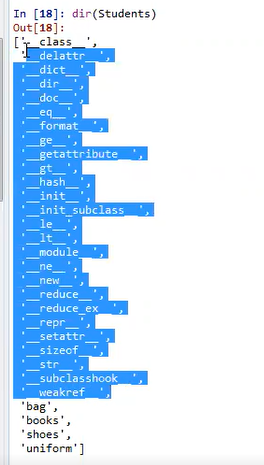 In [18]: dir(Students)
Out[18]:
['__class__',
'__delattr__',
'__dict__',
'__dir__',
'__doc__',
'__eq__',
'__format__',
'__ge__',
'__getattribute__',
'__gt__',
'__hash__',
'__init__',
'__init_subclass__',
'__le__',
'__lt__',
'__module__',
'__ne__',
'__new__',
'__reduce__',
'__reduce_ex__',
'__repr__',
'__setattr__',
'__sizeof__',
'__str__',
'__subclasshook__',
'__weakref__',
'bag',
'books',
'shoes',
'uniform']